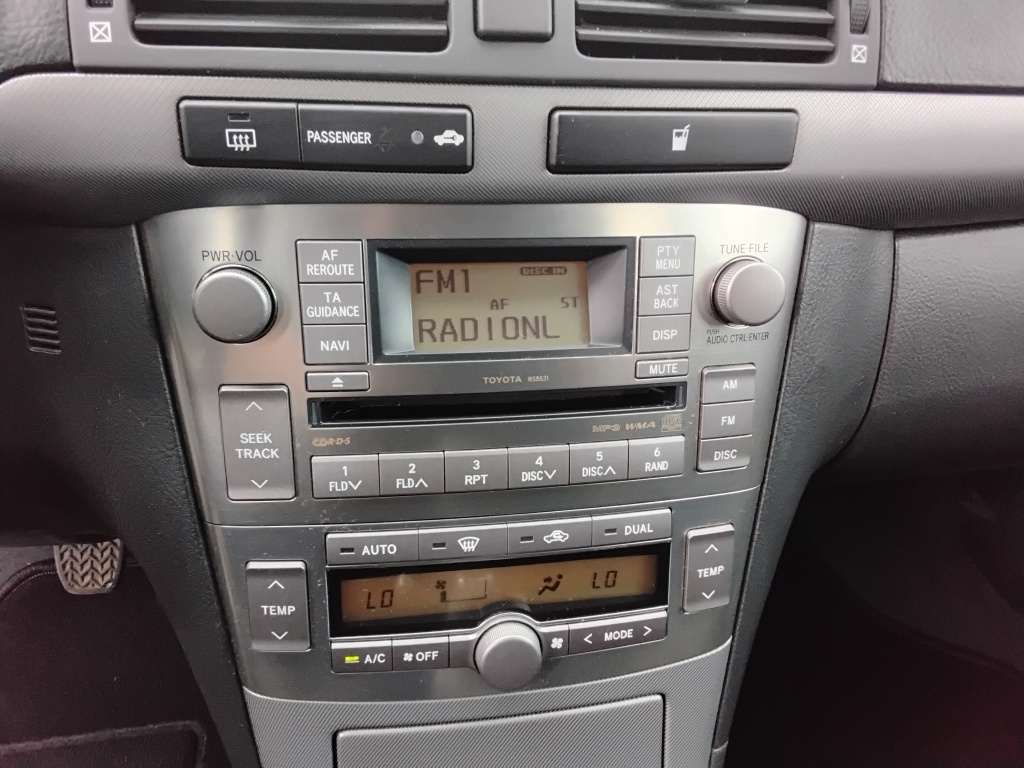 PASSENGER
PWR·VOL
AF
REROUTE
TA
GUIDANCE
NAVI
FM1
DISC IN
AF
ST
RADIONL
PTY
MENU
AST
BACK
DISP
MUTE
TUNE·FILE
PUSH
AUDIO CTRL·ENTER
TOYOTA W58831
SEEK
TRACK
R·D·S
MP3 WMA
AM
FM
DISC
1
FLD
2
FLD
3
RPT
4
DISC
5
DISC
6
RAND
AUTO
DUAL
TEMP
LO
LO
TEMP
A/C
OFF
< MODE >